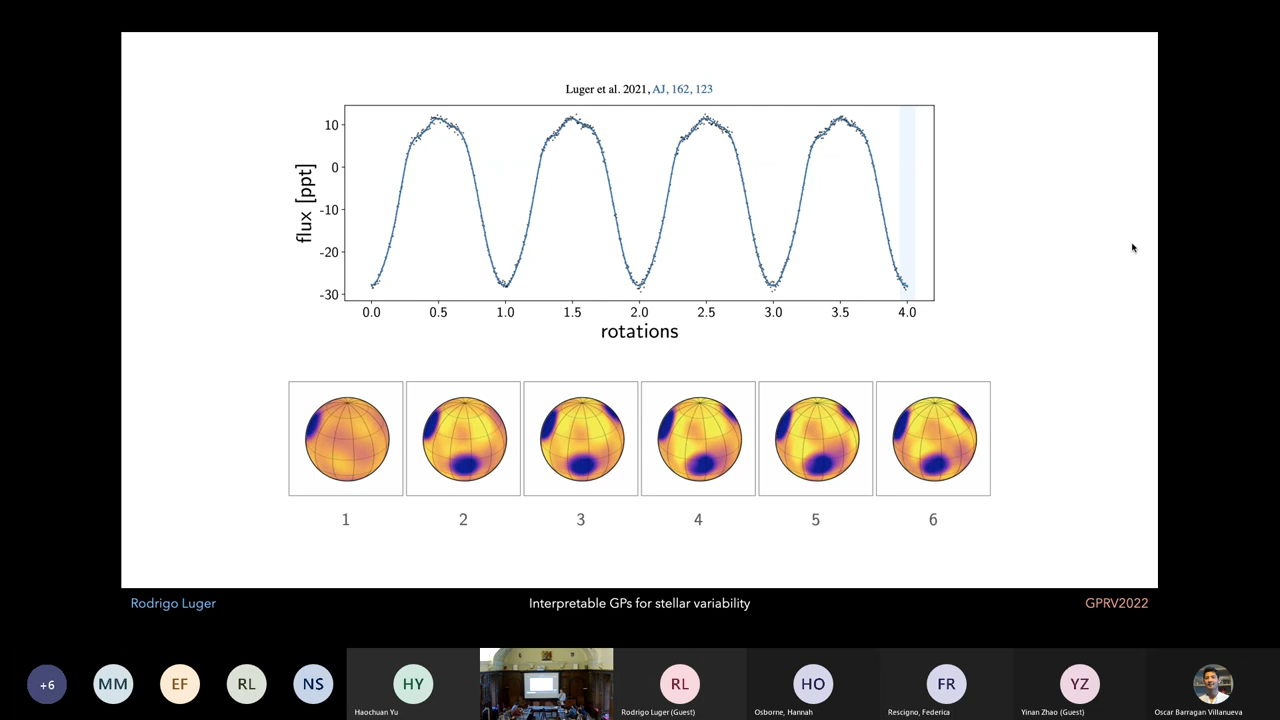 Luger et al. 2021, AJ, 162, 123
10
0
-10
-20
-30
flux [ppt]
0.0 0.5 1.0 1.5 2.0 2.5 3.0 3.5 4.0
rotations
1 2 3 4 5 6
Rodrigo Luger Interpretable GPs for stellar variability GPRV2022
+6 MM EF RL NS HY RL HO FR YZ
Haochuan Yu Rodrigo Luger (Guest) Osborne, Hannah Rescigno, Federica Yinan Zhao (Guest) Oscar Barragan Villanueva